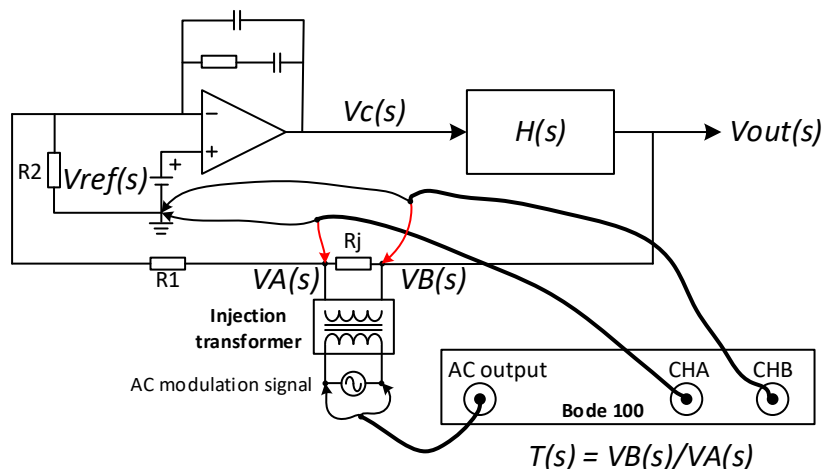 Vc(s)
H(s)
Vout(s)
−
+
R2
Vref(s)
+
Rj
R1
VA(s)
VB(s)
Injection
transformer
AC modulation signal
AC output
CHA
CHB
Bode 100
T(s) = VB(s)/VA(s)